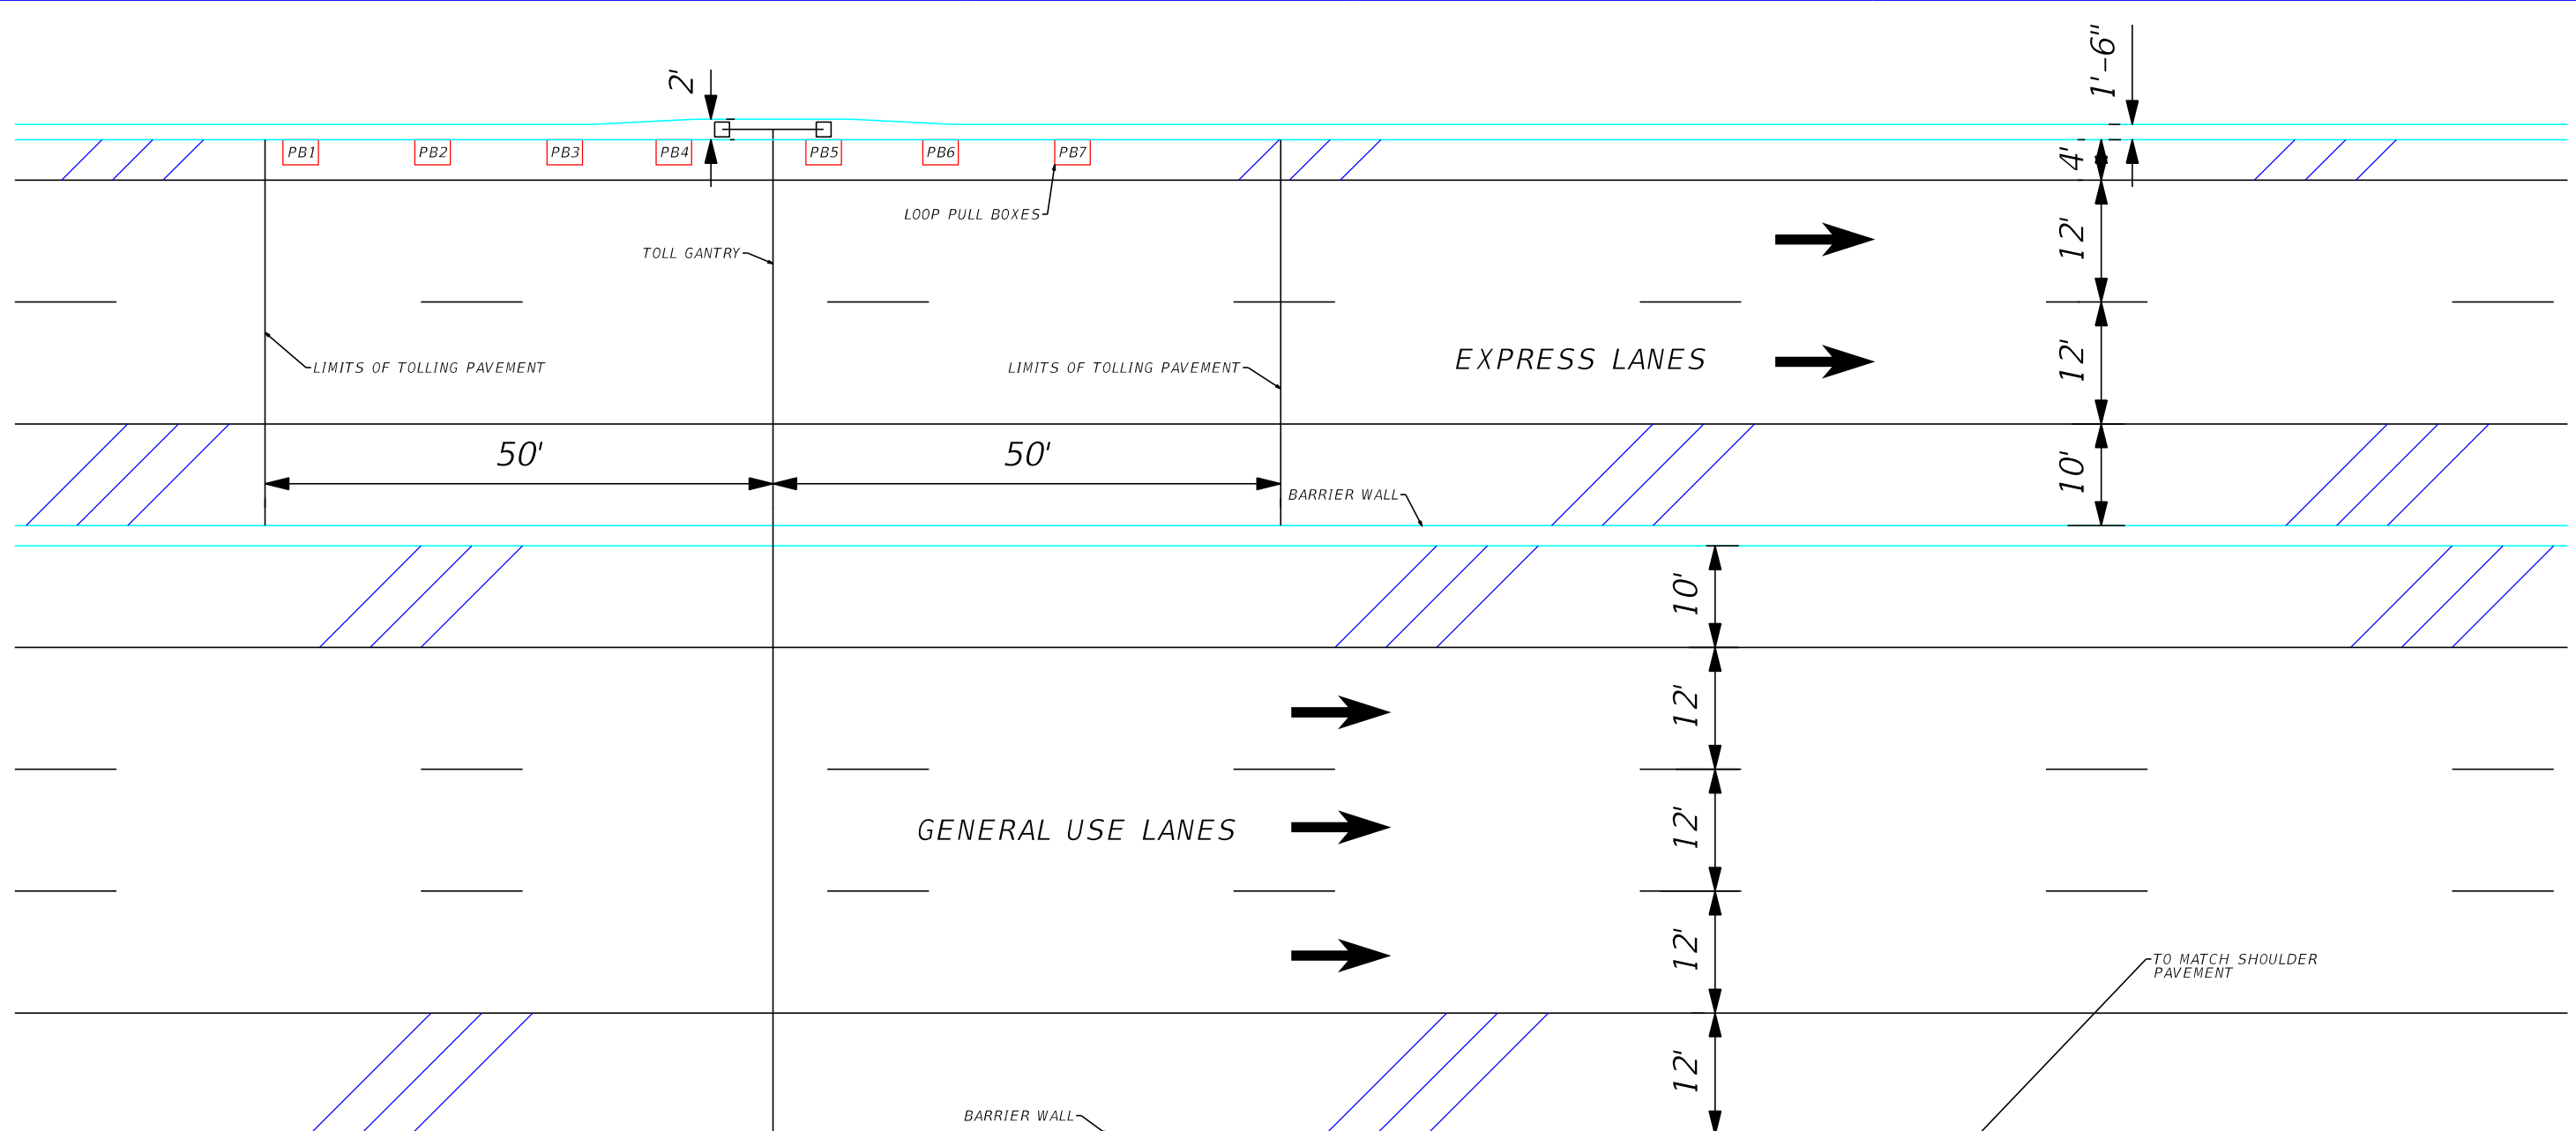 1'-6"
2'
PB1 PB2 PB3 PB4 PB5 PB6 PB7
4'
LOOP PULL BOXES
TOLL GANTRY
12'
LIMITS OF TOLLING PAVEMENT
LIMITS OF TOLLING PAVEMENT
EXPRESS LANES
12'
50'
50'
10'
BARRIER WALL
10'
12'
GENERAL USE LANES
12'
12'
TO MATCH SHOULDER
PAVEMENT
12'
BARRIER WALL